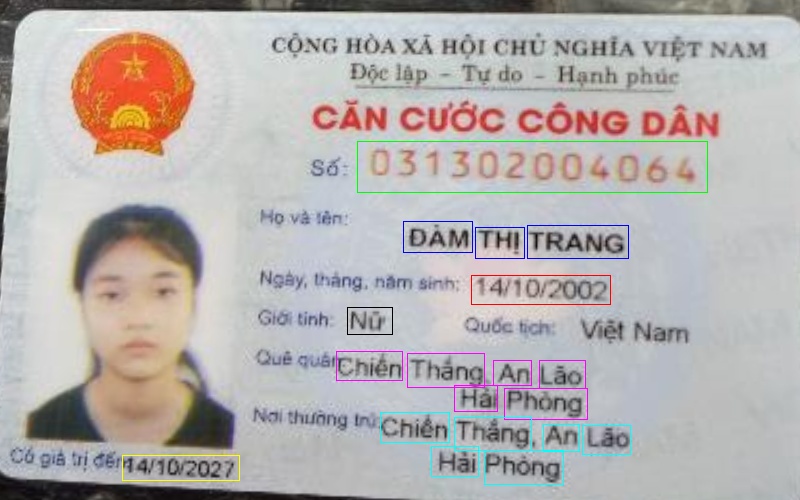 CỘNG HÒA XÃ HỘI CHỦ NGHĨA VIỆT NAM
Độc lập - Tự do - Hạnh phúc
CĂN CƯỚC CÔNG DÂN
Số: 031302004064
Họ và tên:
ĐÀM THỊ TRANG
Ngày, tháng, năm sinh: 14/10/2002
Giới tính: Nữ Quốc tịch: Việt Nam
Quê quán: Chiến Thắng, An Lão
Hải Phòng
Nơi thường trú: Chiến Thắng, An Lão
Hải Phòng
Có giá trị đến 14/10/2027